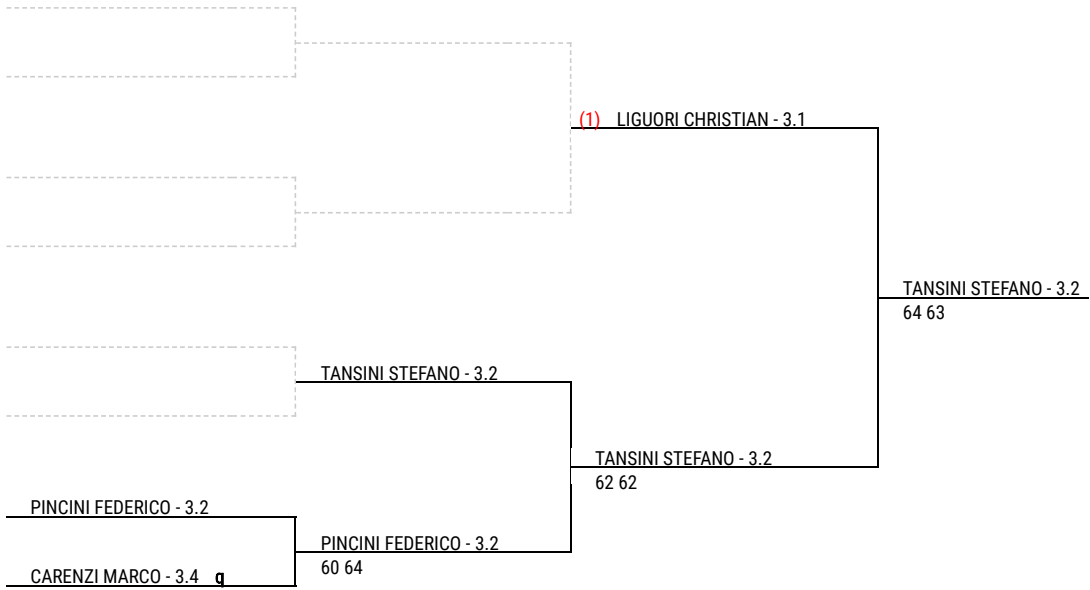 (1) LIGUORI CHRISTIAN - 3.1
TANSINI STEFANO - 3.2
64 63
TANSINI STEFANO - 3.2
TANSINI STEFANO - 3.2
62 62
PINCINI FEDERICO - 3.2
PINCINI FEDERICO - 3.2
60 64
CARENZI MARCO - 3.4 q